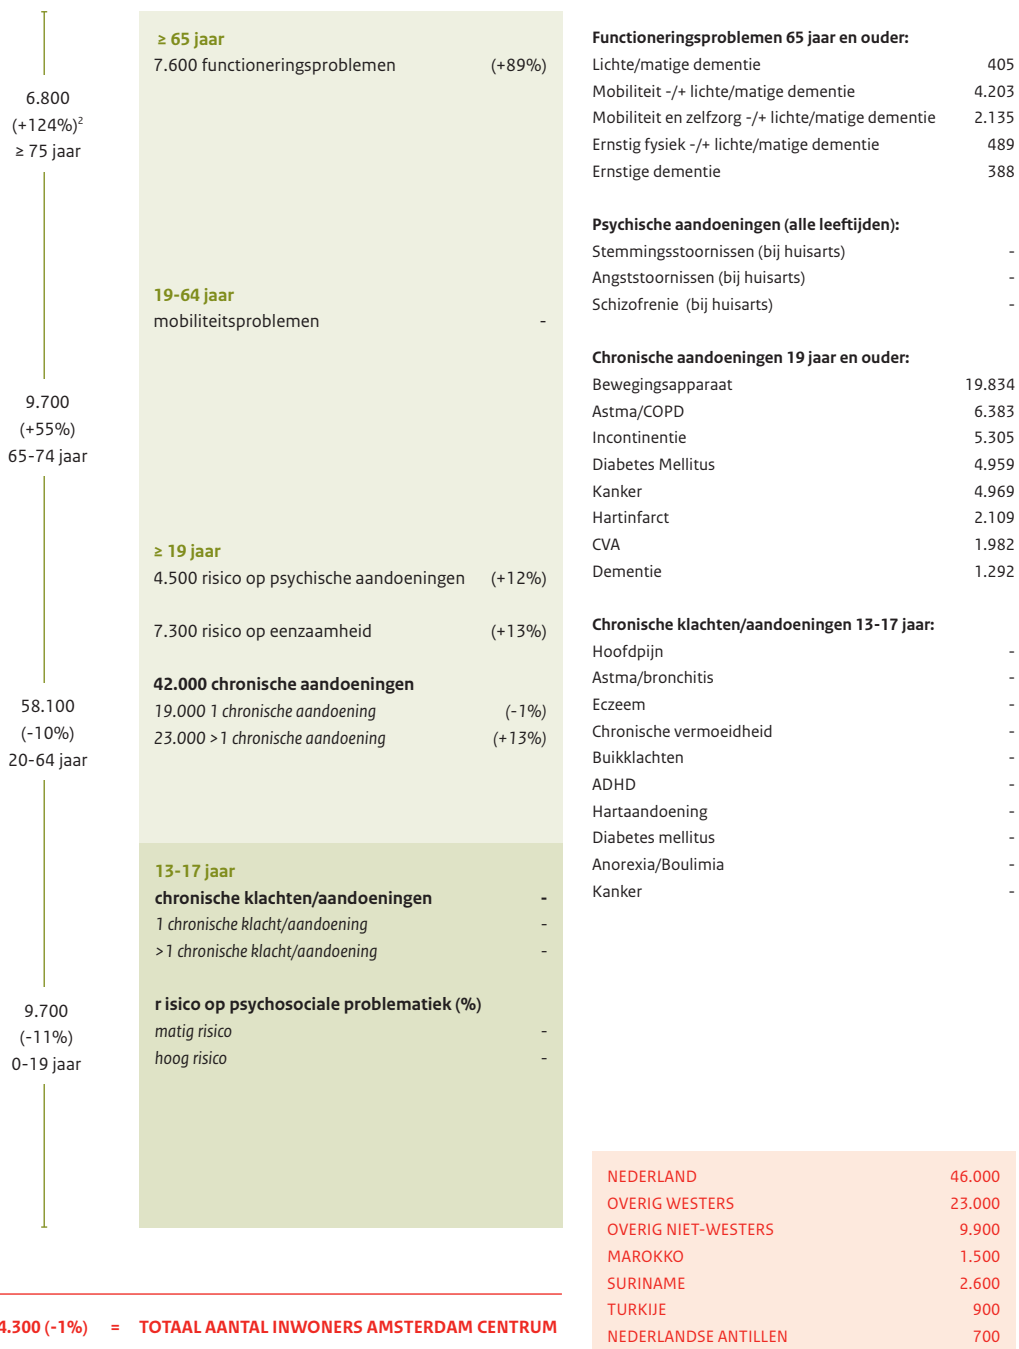 6.800
(+124%)²
≥ 75 jaar
9.700
(+55%)
65-74 jaar
58.100
(-10%)
20-64 jaar
9.700
(-11%)
0-19 jaar
≥ 65 jaar
7.600 functioneringsproblemen (+89%)
19-64 jaar
mobiliteitsproblemen -
≥ 19 jaar
4.500 risico op psychische aandoeningen (+12%)
7.300 risico op eenzaamheid (+13%)
42.000 chronische aandoeningen
19.000 1 chronische aandoening (-1%)
23.000 >1 chronische aandoening (+13%)
13-17 jaar
chronische klachten/aandoeningen -
1 chronische klacht/aandoening -
>1 chronische klacht/aandoening -
r isico op psychosociale problematiek (%)
matig risico -
hoog risico -
4.300 (-1%) = TOTAAL AANTAL INWONERS AMSTERDAM CENTRUM
Functioneringsproblemen 65 jaar en ouder:
Lichte/matige dementie 405
Mobiliteit -/+ lichte/matige dementie 4.203
Mobiliteit en zelfzorg -/+ lichte/matige dementie 2.135
Ernstig fysiek -/+ lichte/matige dementie 489
Ernstige dementie 388
Psychische aandoeningen (alle leeftijden):
Stemmingsstoornissen (bij huisarts) -
Angststoornissen (bij huisarts) -
Schizofrenie (bij huisarts) -
Chronische aandoeningen 19 jaar en ouder:
Bewegingsapparaat 19.834
Astma/COPD 6.383
Incontinentie 5.305
Diabetes Mellitus 4.959
Kanker 4.969
Hartinfarct 2.109
CVA 1.982
Dementie 1.292
Chronische klachten/aandoeningen 13-17 jaar:
Hoofdpijn -
Astma/bronchitis -
Eczeem -
Chronische vermoeidheid -
Buikklachten -
ADHD -
Hartaandoening -
Diabetes mellitus -
Anorexia/Boulimia -
Kanker -
NEDERLAND 46.000
OVERIG WESTERS 23.000
OVERIG NIET-WESTERS 9.900
MAROKKO 1.500
SURINAME 2.600
TURKIJE 900
NEDERLANDSE ANTILLEN 700